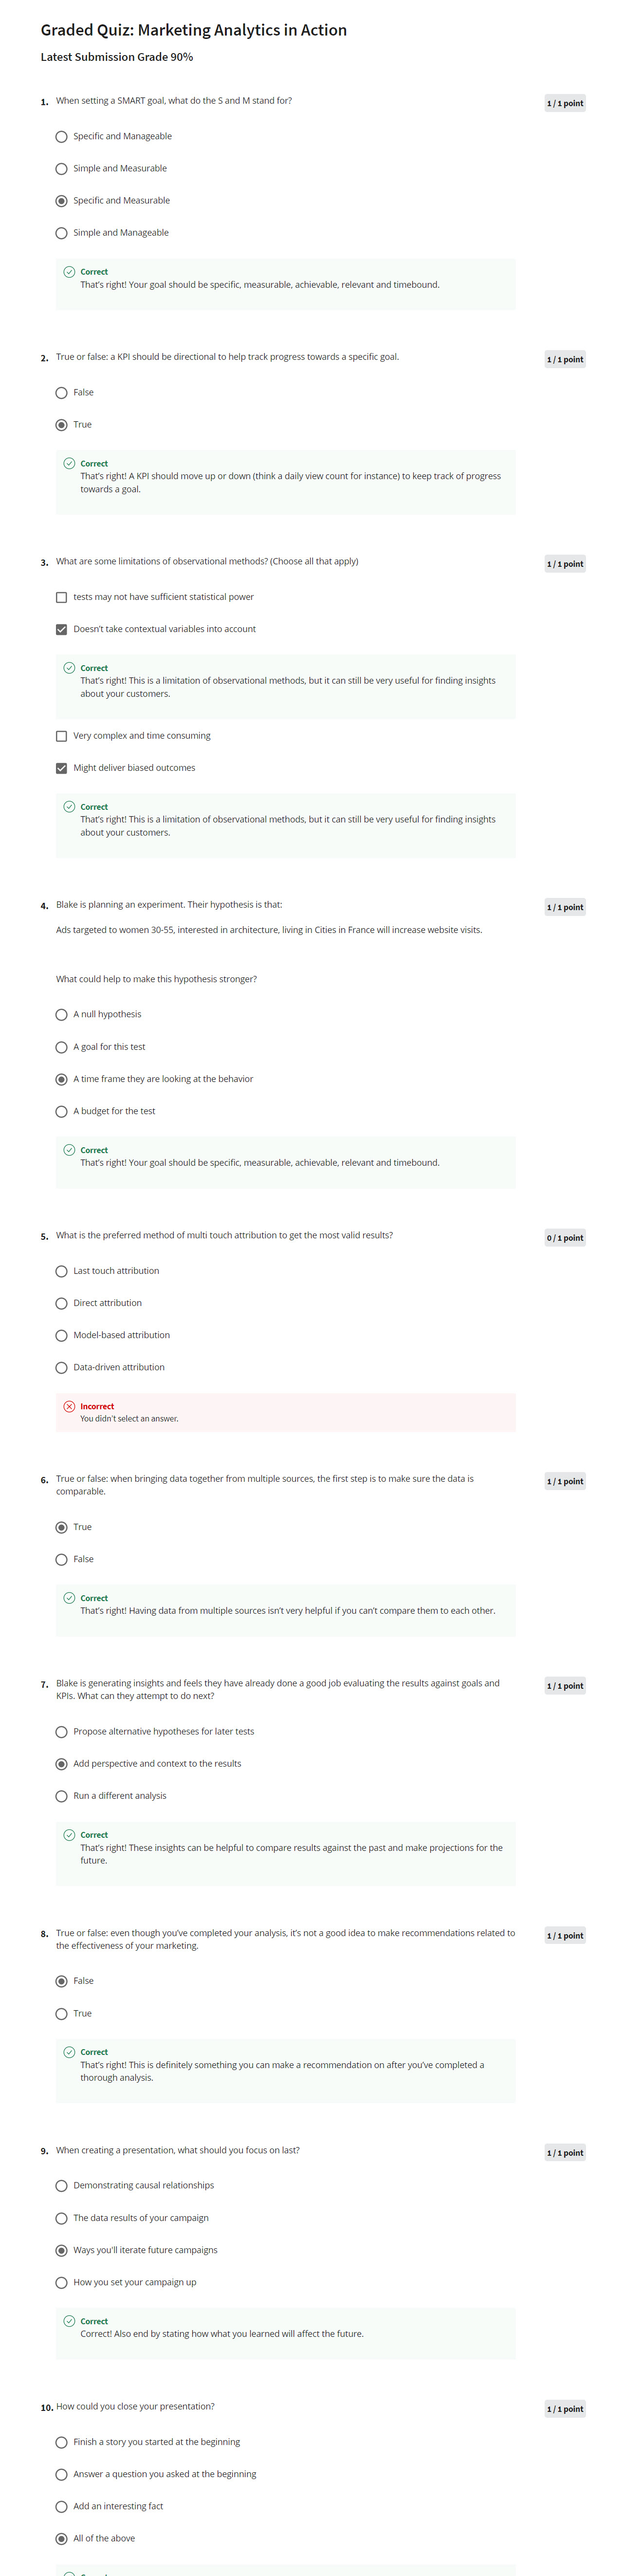 Graded Quiz: Marketing Analytics in Action
Latest Submission Grade 90%
1. When setting a SMART goal, what do the S and M stand for?
1 / 1 point
Specific and Manageable
Simple and Measurable
Specific and Measurable
Simple and Manageable
Correct
That's right! Your goal should be specific, measurable, achievable, relevant and timebound.
2. True or false: a KPI should be directional to help track progress towards a specific goal.
1 / 1 point
False
True
Correct
That's right! A KPI should move up or down (think a daily view count for instance) to keep track of progress
towards a goal.
3. What are some limitations of observational methods? (Choose all that apply)
1 / 1 point
tests may not have sufficient statistical power
Doesn't take contextual variables into account
Correct
That's right! This is a limitation of observational methods, but it can still be very useful for finding insights
about your customers.
Very complex and time consuming
Might deliver biased outcomes
Correct
That's right! This is a limitation of observational methods, but it can still be very useful for finding insights
about your customers.
4. Blake is planning an experiment. Their hypothesis is that:
1 / 1 point
Ads targeted to women 30-55, interested in architecture, living in Cities in France will increase website visits.
What could help to make this hypothesis stronger?
A null hypothesis
A goal for this test
A time frame they are looking at the behavior
A budget for the test
Correct
That's right! Your goal should be specific, measurable, achievable, relevant and timebound.
5. What is the preferred method of multi touch attribution to get the most valid results?
0 / 1 point
Last touch attribution
Direct attribution
Model-based attribution
Data-driven attribution
Incorrect
You didn't select an answer.
6. True or false: when bringing data together from multiple sources, the first step is to make sure the data is
comparable.
1 / 1 point
True
False
Correct
That's right! Having data from multiple sources isn't very helpful if you can't compare them to each other.
7. Blake is generating insights and feels they have already done a good job evaluating the results against goals and
KPIs. What can they attempt to do next?
1 / 1 point
Propose alternative hypotheses for later tests
Add perspective and context to the results
Run a different analysis
Correct
That's right! These insights can be helpful to compare results against the past and make projections for the
future.
8. True or false: even though you've completed your analysis, it's not a good idea to make recommendations related to
the effectiveness of your marketing.
1 / 1 point
False
True
Correct
That's right! This is definitely something you can make a recommendation on after you've completed a
thorough analysis.
9. When creating a presentation, what should you focus on last?
1 / 1 point
Demonstrating causal relationships
The data results of your campaign
Ways you'll iterate future campaigns
How you set your campaign up
Correct
Correct! Also end by stating how what you learned will affect the future.
10. How could you close your presentation?
1 / 1 point
Finish a story you started at the beginning
Answer a question you asked at the beginning
Add an interesting fact
All of the above